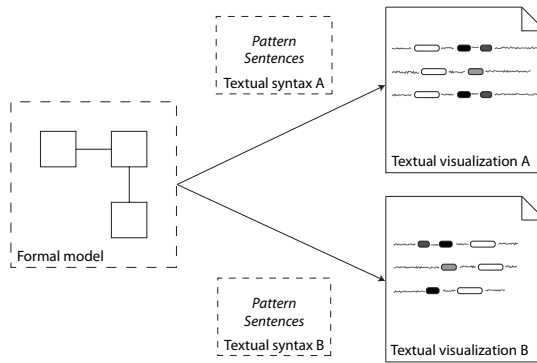 Pattern
Sentences
Textual syntax A
Textual visualization A
Formal model
Pattern
Sentences
Textual syntax B
Textual visualization B